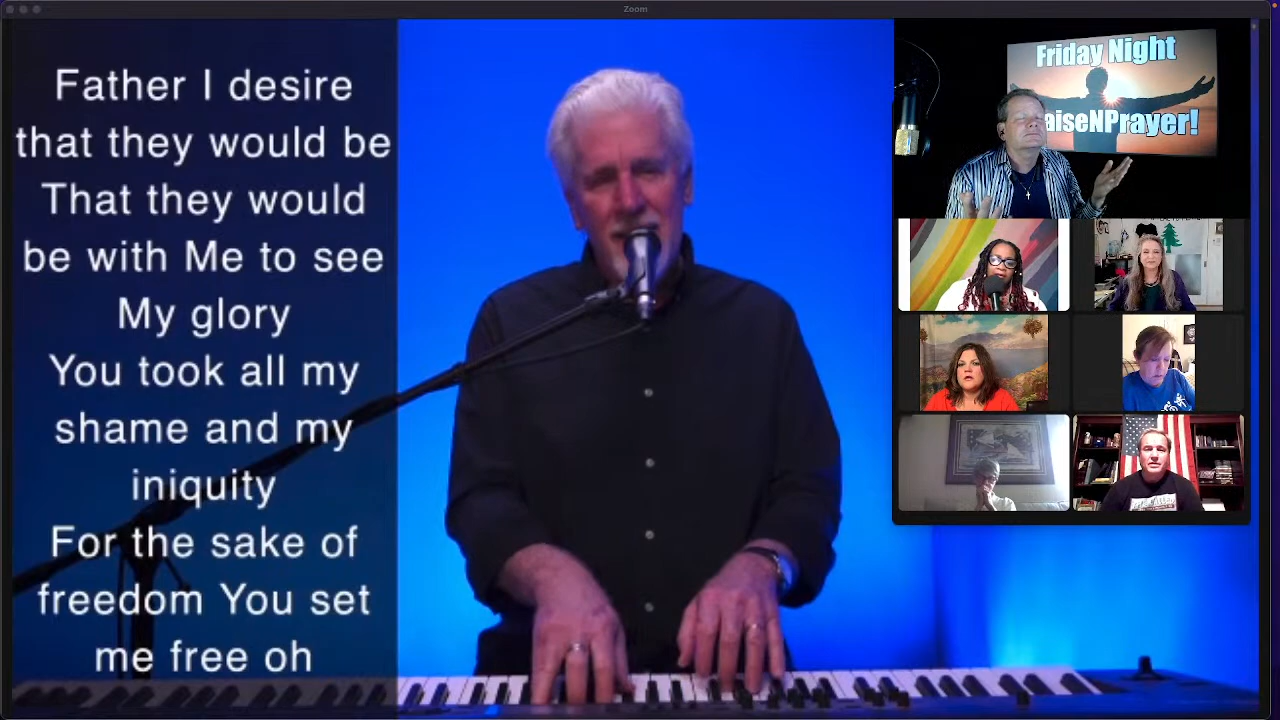 Zoom
Father I desire
that they would be
That they would
be with Me to see
My glory
You took all my
shame and my
iniquity
For the sake of
freedom You set
me free oh
Friday Night
aiseNPrayer!